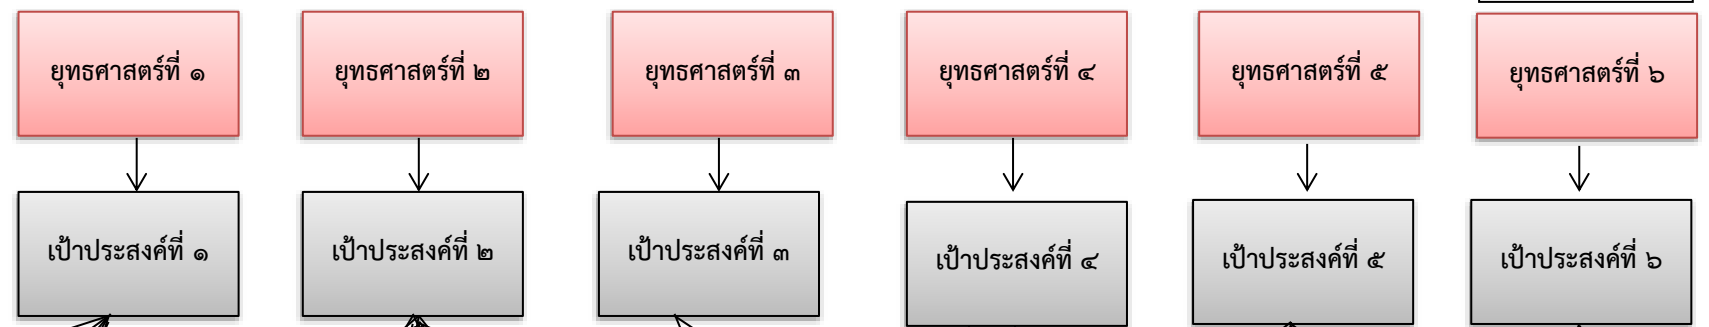 ยุทธศาสตร์ที่ ๑
ยุทธศาสตร์ที่ ๒
ยุทธศาสตร์ที่ ๓
ยุทธศาสตร์ที่ ๔
ยุทธศาสตร์ที่ ๕
ยุทธศาสตร์ที่ ๖
เป้าประสงค์ที่ ๑
เป้าประสงค์ที่ ๒
เป้าประสงค์ที่ ๓
เป้าประสงค์ที่ ๔
เป้าประสงค์ที่ ๕
เป้าประสงค์ที่ ๖